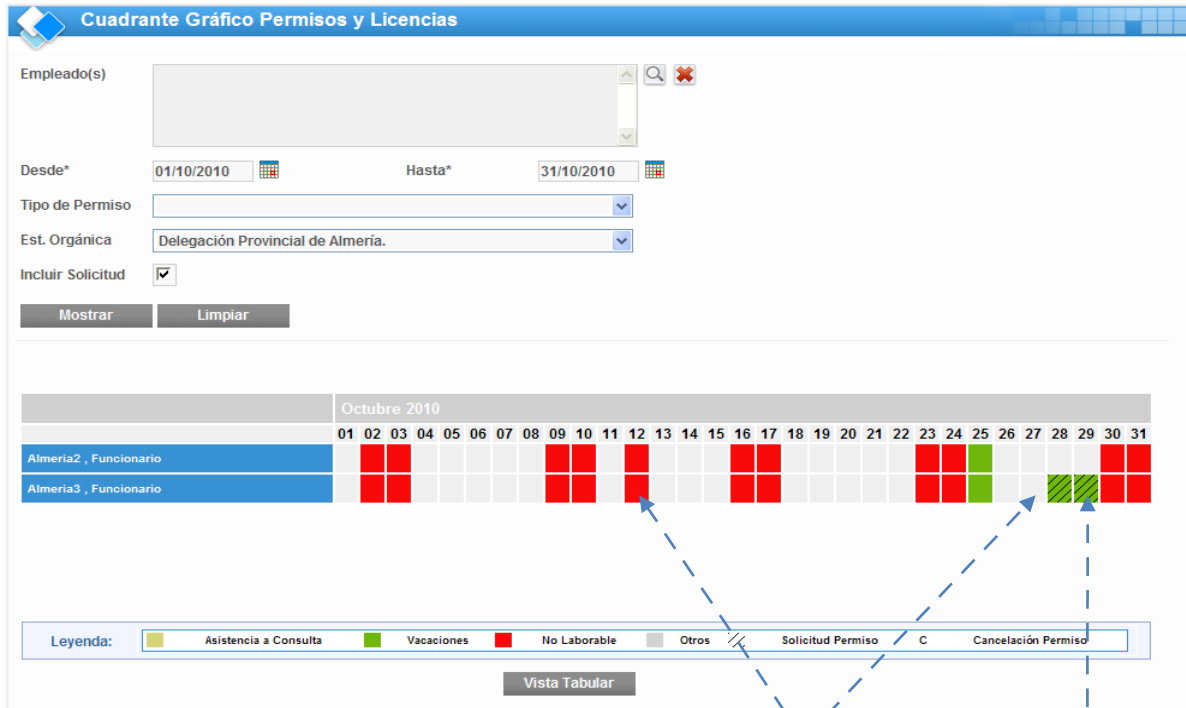 Cuadrante Gráfico Permisos y Licencias
Empleado(s)
Desde* 01/10/2010 Hasta* 31/10/2010
Tipo de Permiso
Est. Orgánica Delegación Provincial de Almería.
Incluir Solicitud
Mostrar Limpiar
Octubre 2010
01 02 03 04 05 06 07 08 09 10 11 12 13 14 15 16 17 18 19 20 21 22 23 24 25 26 27 28 29 30 31
Almeria2 , Funcionario
Almeria3 , Funcionario
Leyenda: Asistencia a Consulta Vacaciones No Laborable Otros Solicitud Permiso C Cancelación Permiso
Vista Tabular